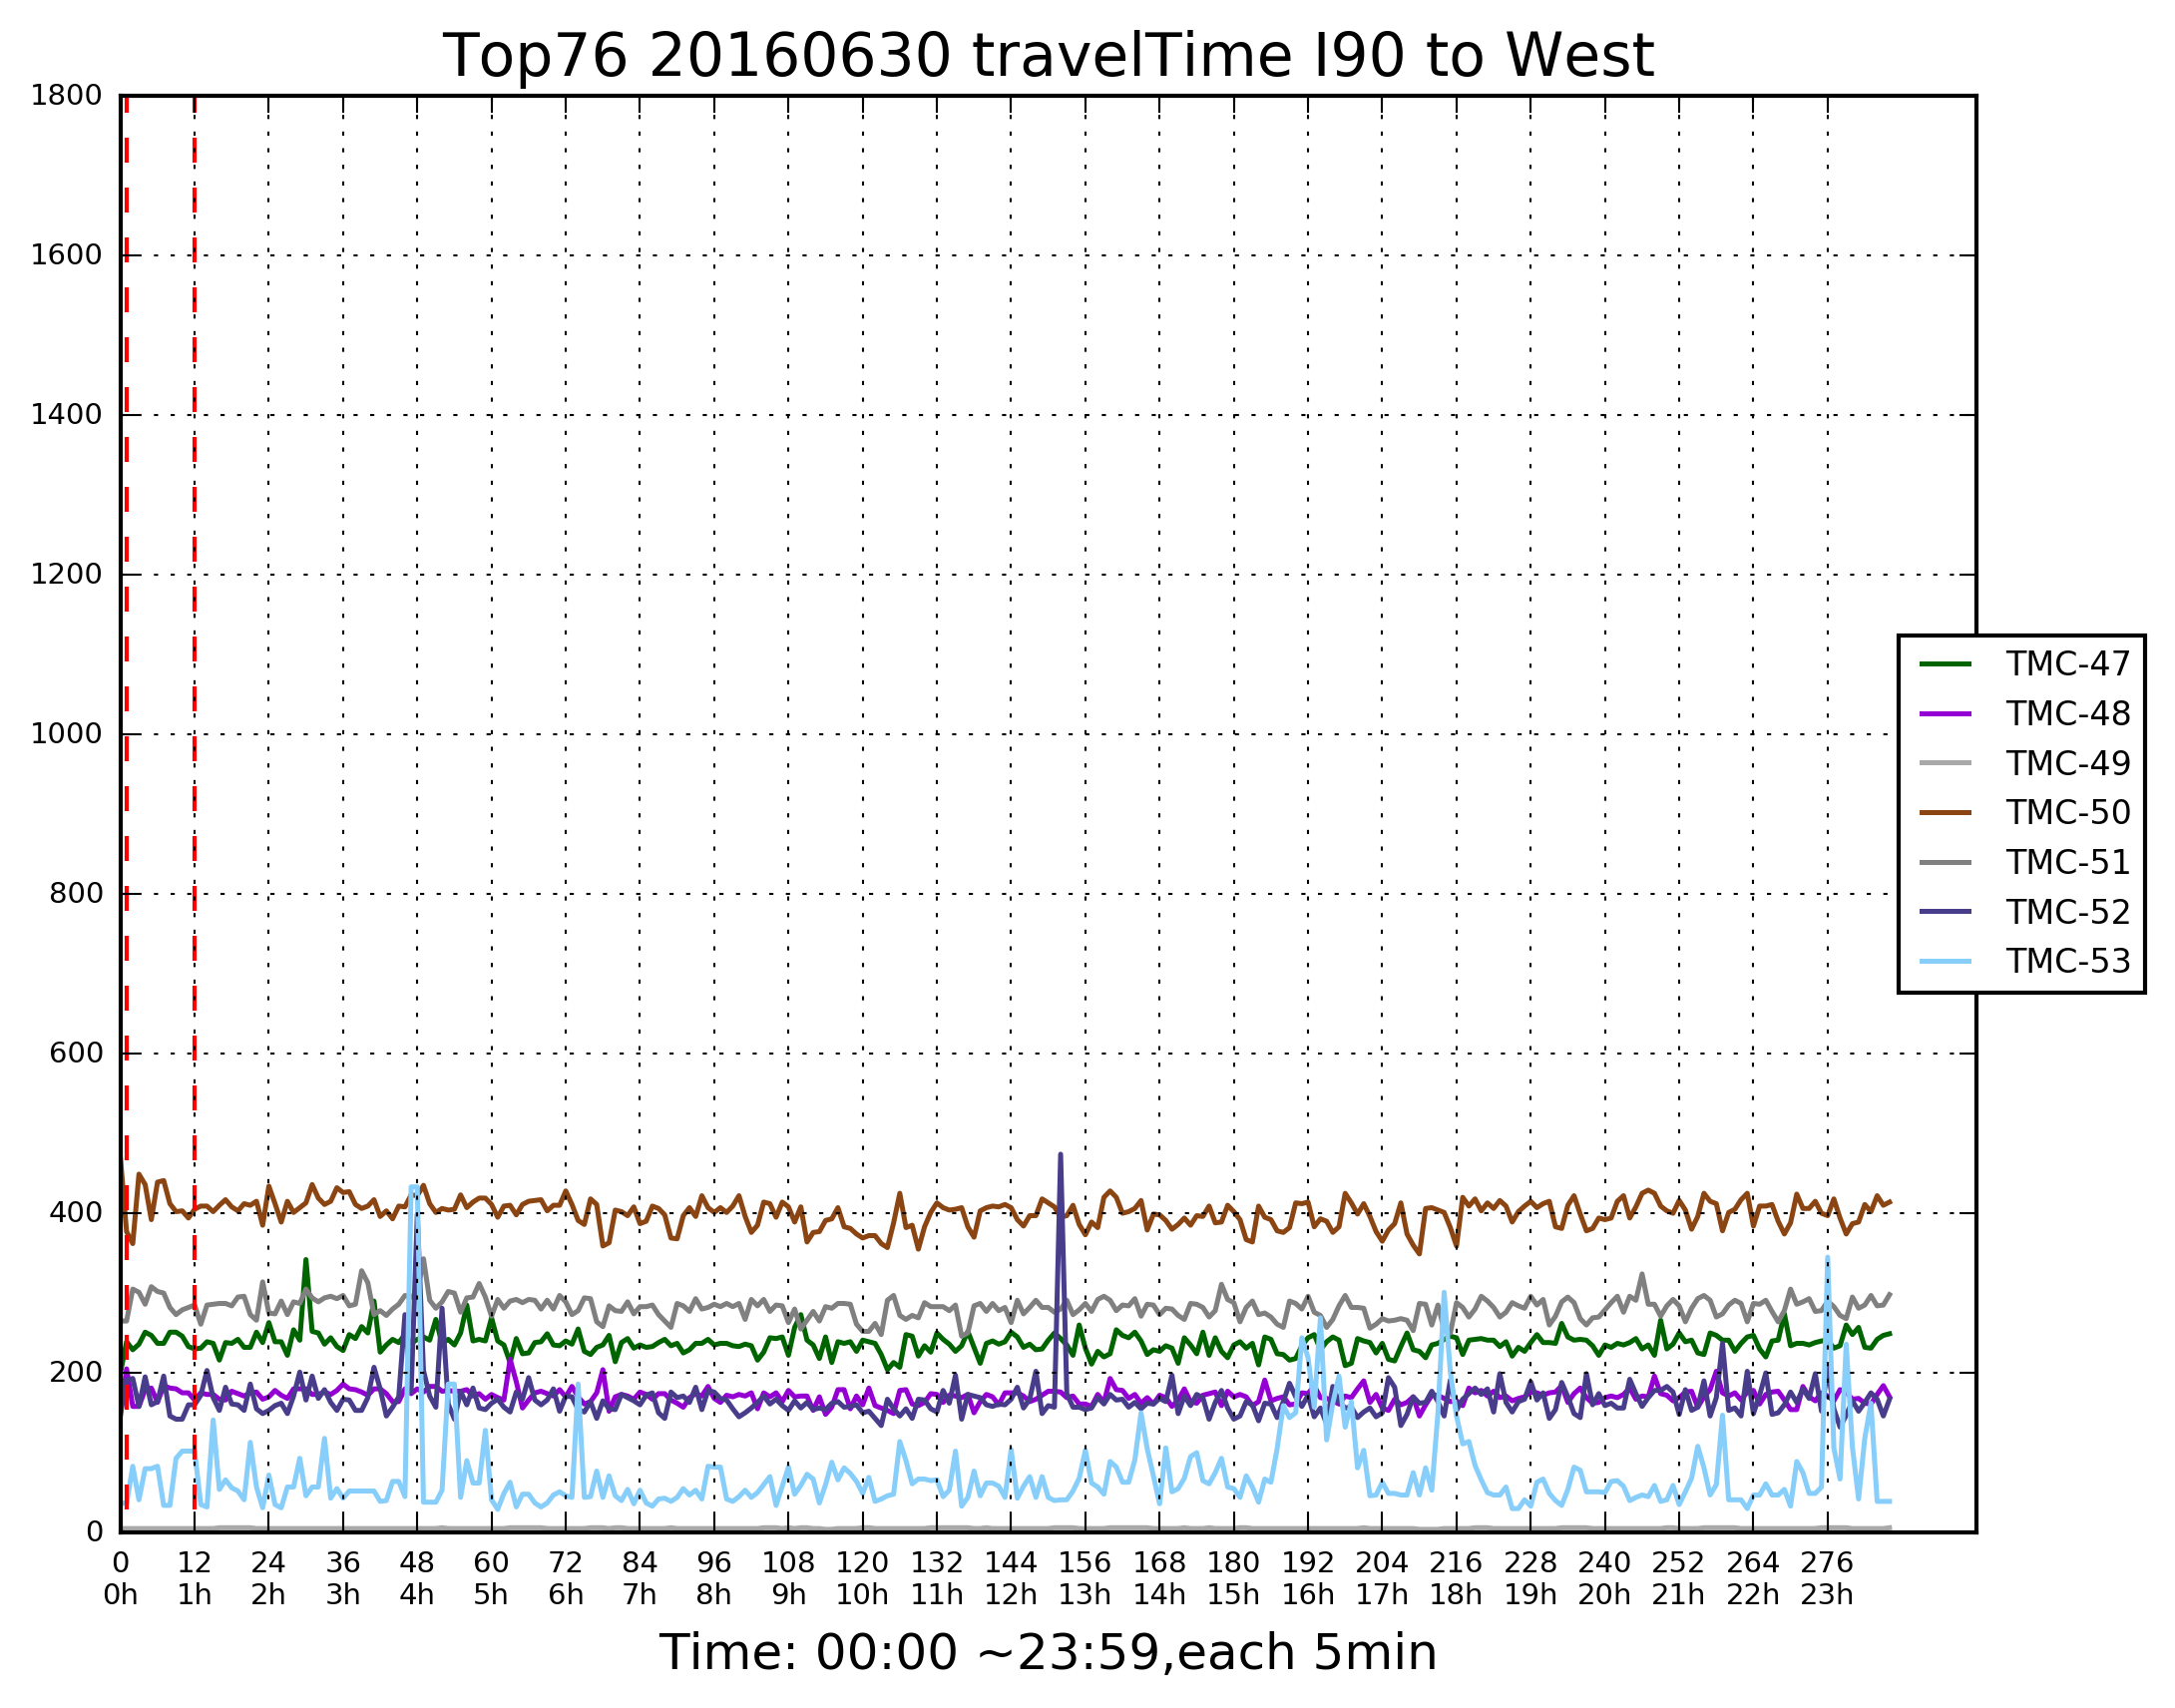 Top76 20160630 travelTime I90 to West
1800
1600
1400
1200
1000
800
600
400
200
0
TMC-47
TMC-48
TMC-49
TMC-50
TMC-51
TMC-52
TMC-53
0 12 24 36 48 60 72 84 96 108 120 132 144 156 168 180 192 204 216 228 240 252 264 276
0h 1h 2h 3h 4h 5h 6h 7h 8h 9h 10h 11h 12h 13h 14h 15h 16h 17h 18h 19h 20h 21h 22h 23h
Time: 00:00 ~23:59,each 5min